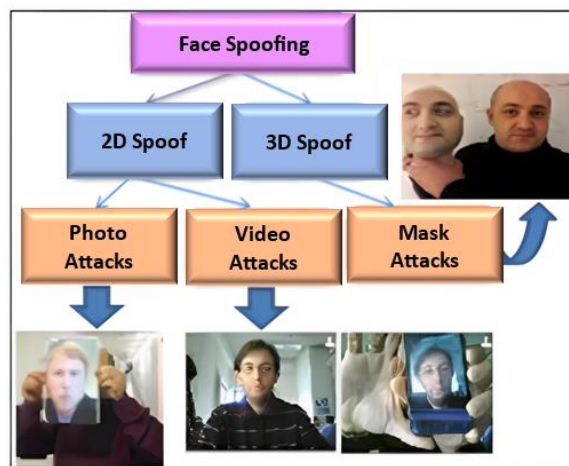 Face Spoofing
2D Spoof
3D Spoof
Photo
Attacks
Video
Attacks
Mask
Attacks